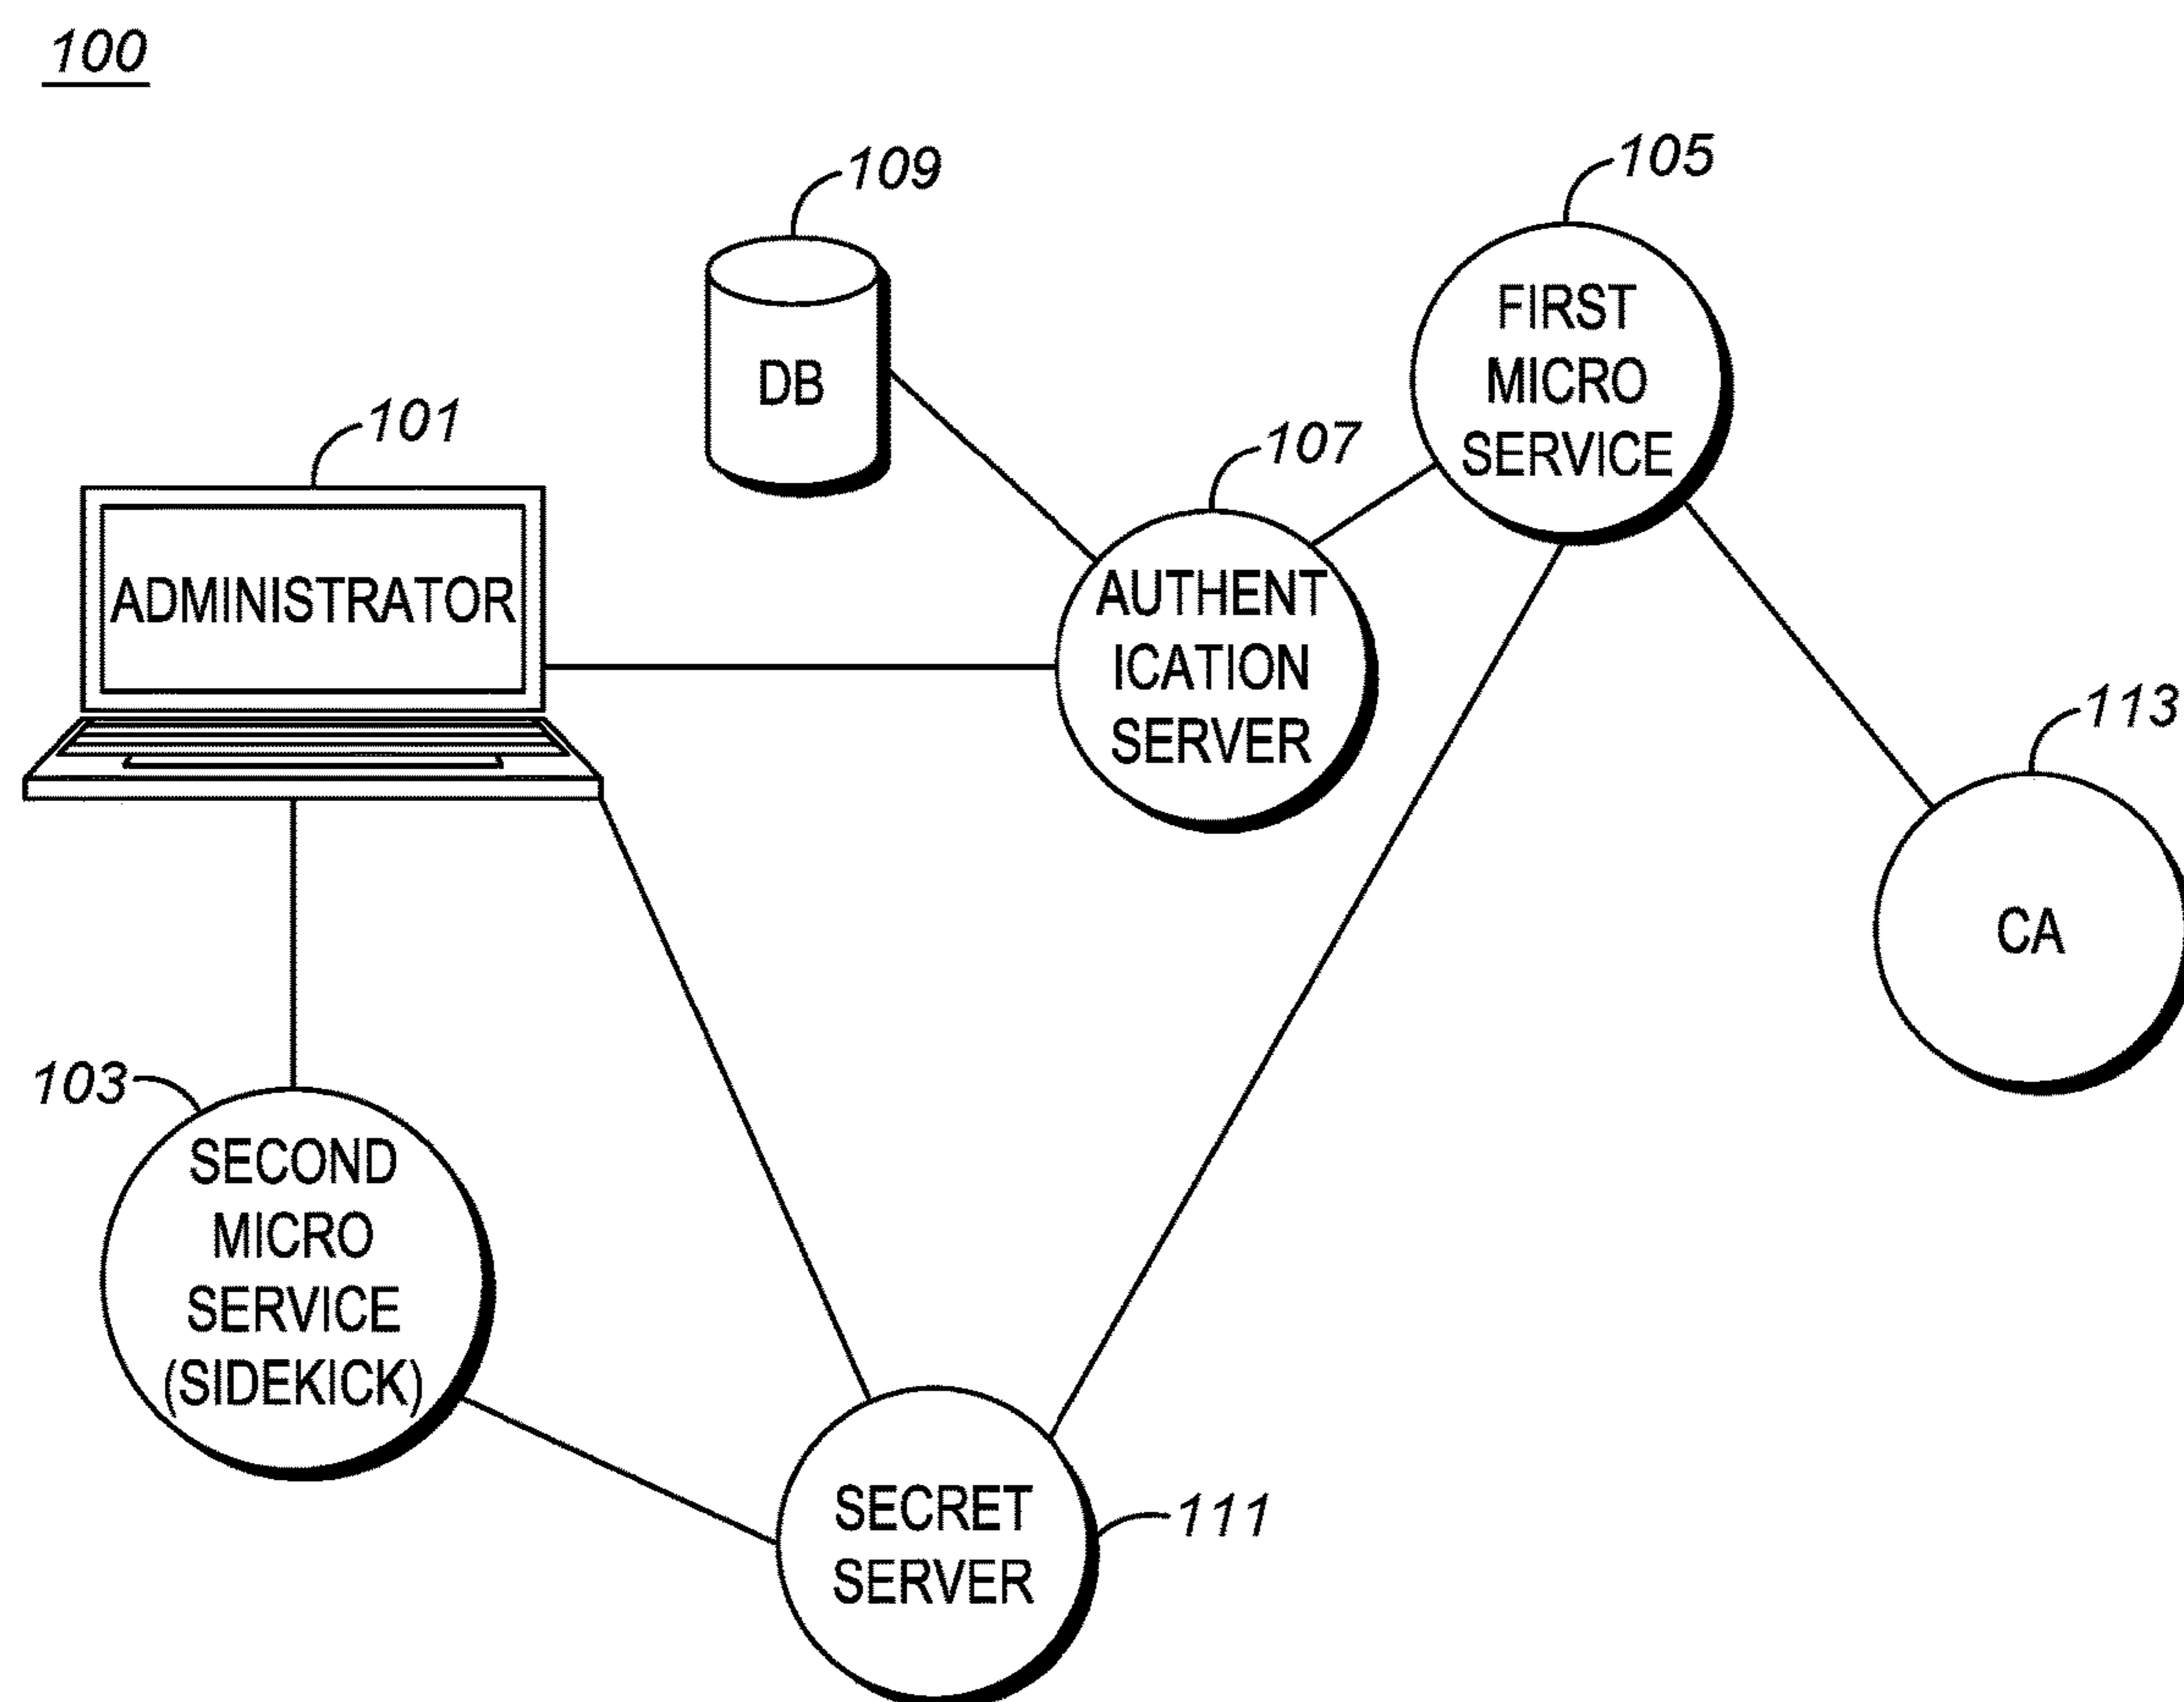 100
109
105
DB
FIRST
MICRO
SERVICE
101
107
ADMINISTRATOR
AUTHENT
ICATION
SERVER
113
CA
103
SECOND
MICRO
SERVICE
(SIDEKICK)
SECRET
SERVER
111